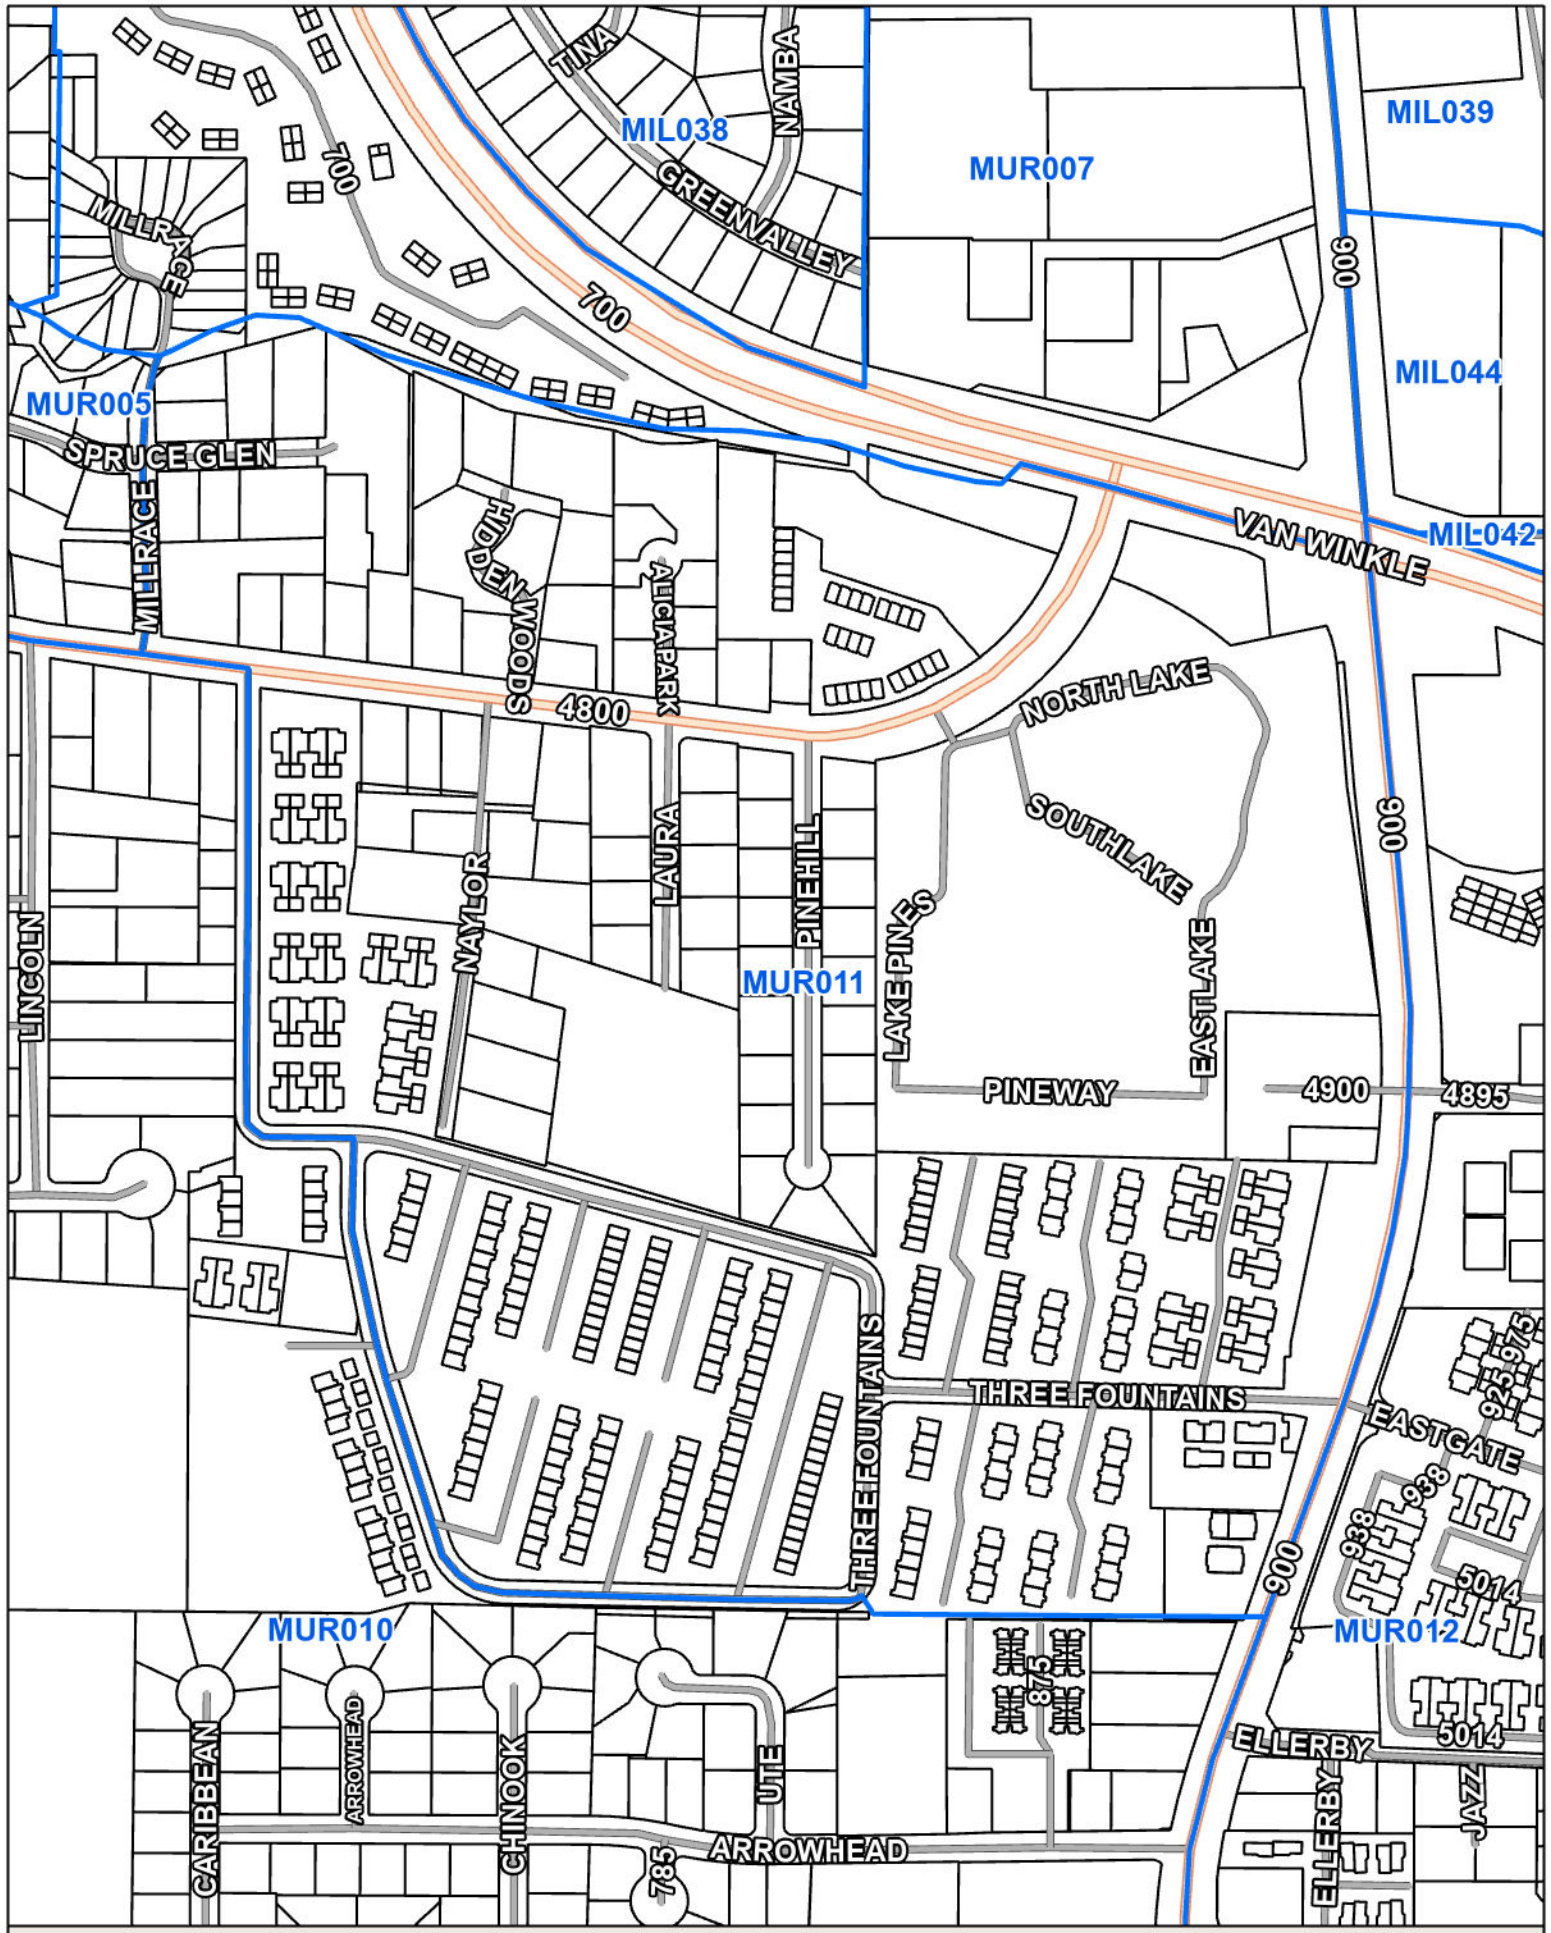 TINA
NAMBA
MIL038
MIL039
MUR007
700
GREENVALLEY
MILLRACE
900
700
MIL044
MUR005
SPRUCE GLEN
MILLRACE
HIDDEN WOODS
ALICIA PARK
VAN WINKLE
MIL042
4800
NORTH LAKE
SOUTHLAKE
900
LAURA
PINEHILL
NAYLOR
LINCOLN
LAKE PINES
EASTLAKE
MUR011
PINEWAY
4900
4895
THREE FOUNTAINS
THREE FOUNTAINS
975
925
EASTGATE
938
938
900
5014
MUR010
MUR012
875
5014
ELLERBY
CARIBBEAN
ARROWHEAD
CHINOOK
UTE
ELLERBY
JAZZ
ARROWHEAD
785